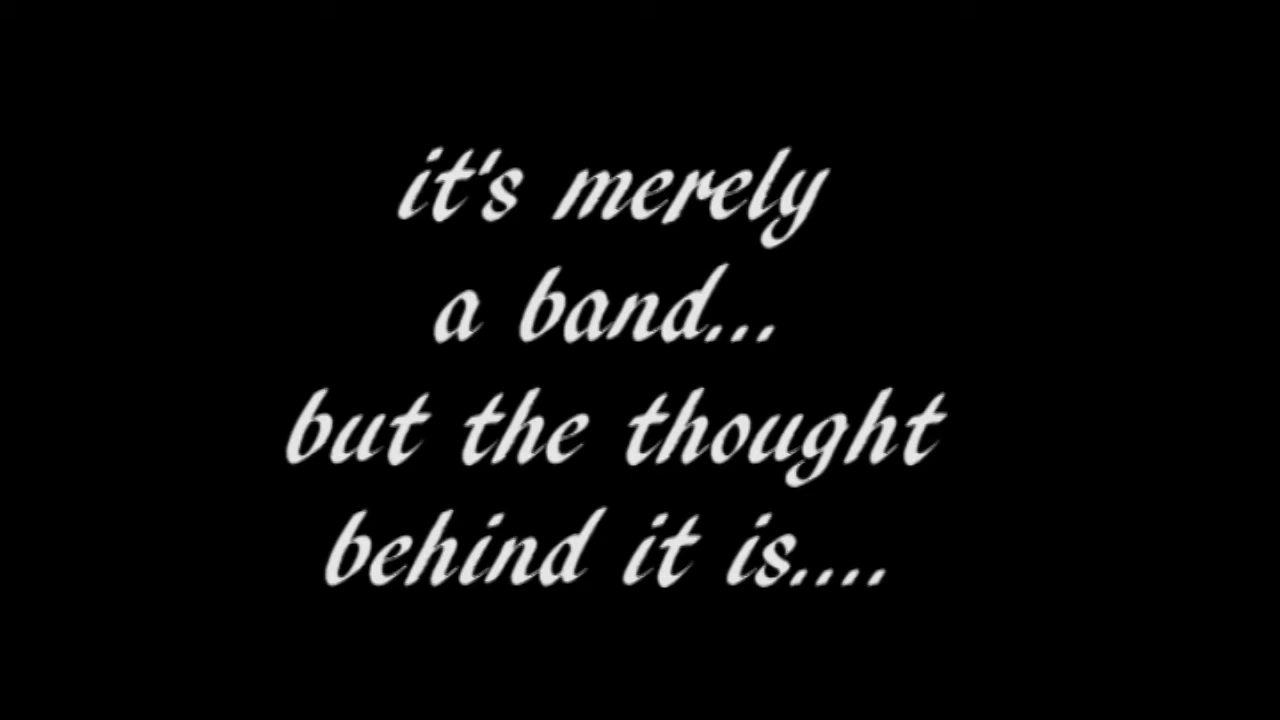 it's merely
a band...
but the thought
behind it is....